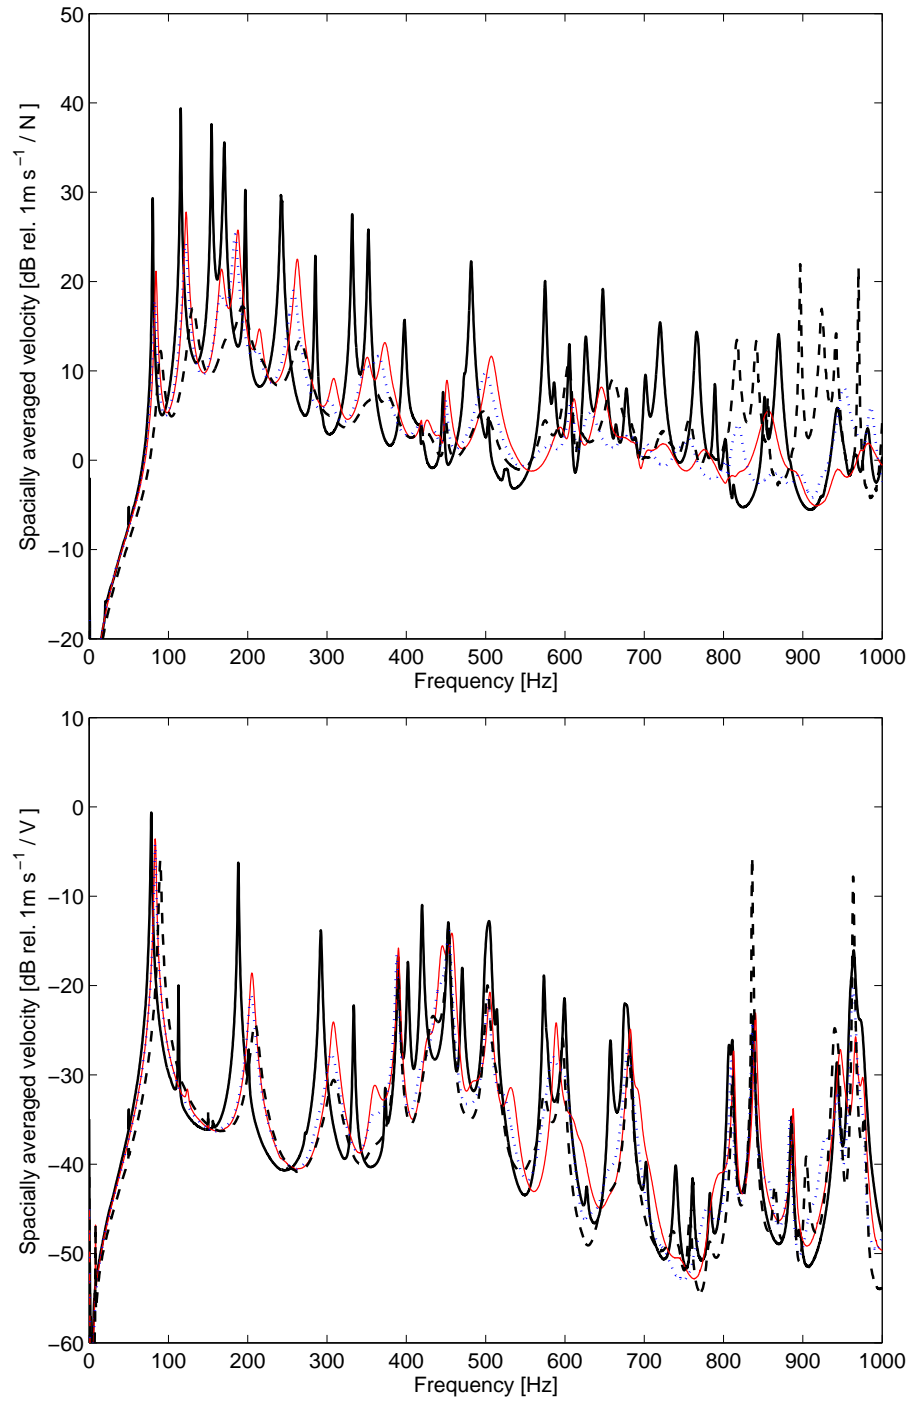 50
40
30
20
10
0
−10
−20
Spacially averaged velocity [dB rel. 1m s⁻¹ / N ]
0 100 200 300 400 500 600 700 800 900 1000
Frequency [Hz]
10
0
−10
−20
−30
−40
−50
−60
Spacially averaged velocity [dB rel. 1m s⁻¹ / V ]
0 100 200 300 400 500 600 700 800 900 1000
Frequency [Hz]